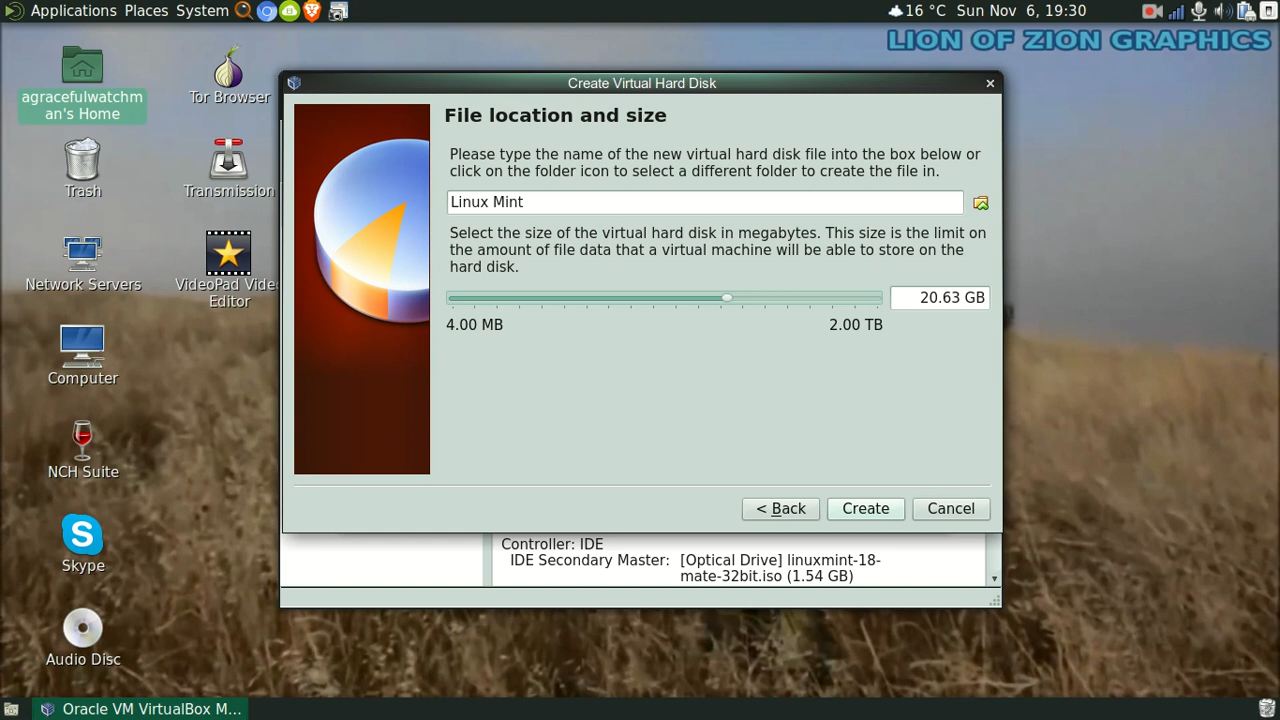 Applications Places System
16 °C Sun Nov 6, 19:30
LION OF ZION GRAPHICS
agracefulwatchm
an's Home
Tor Browser
Trash
Transmission
Network Servers
VideoPad Vide
Editor
Computer
NCH Suite
Skype
Audio Disc
Create Virtual Hard Disk
File location and size
Please type the name of the new virtual hard disk file into the box below or
click on the folder icon to select a different folder to create the file in.
Linux Mint
Select the size of the virtual hard disk in megabytes. This size is the limit on
the amount of file data that a virtual machine will be able to store on the
hard disk.
20.63 GB
4.00 MB 2.00 TB
< Back Create Cancel
Controller: IDE
IDE Secondary Master: [Optical Drive] linuxmint-18-
mate-32bit.iso (1.54 GB)
Oracle VM VirtualBox M...